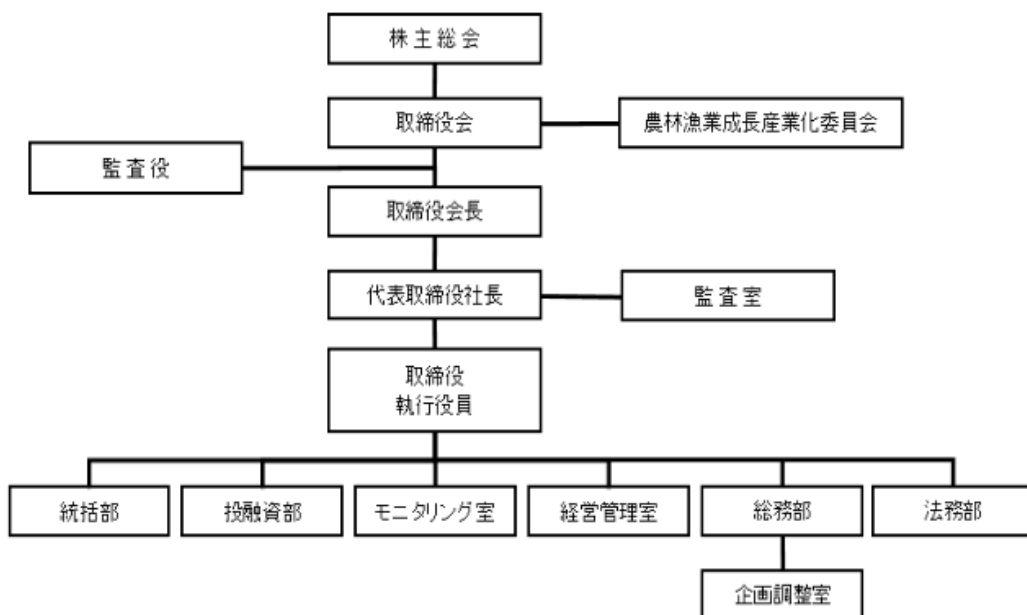 株主総会
取締役会
農林漁業成長産業化委員会
監査役
取締役会長
代表取締役社長
監査室
取締役
執行役員
統括部
投融資部
モニタリング室
経営管理室
総務部
法務部
企画調整室